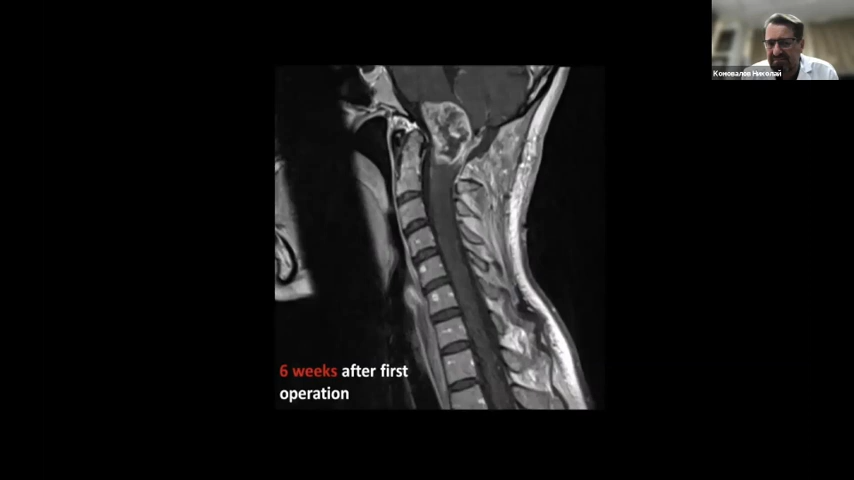 Коновалов Николай
6 weeks after first
operation